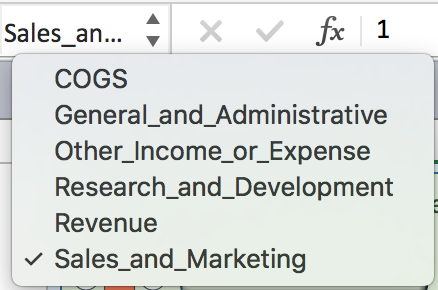 Sales_an... fx 1
COGS
General_and_Administrative
Other_Income_or_Expense
Research_and_Development
Revenue
Sales_and_Marketing